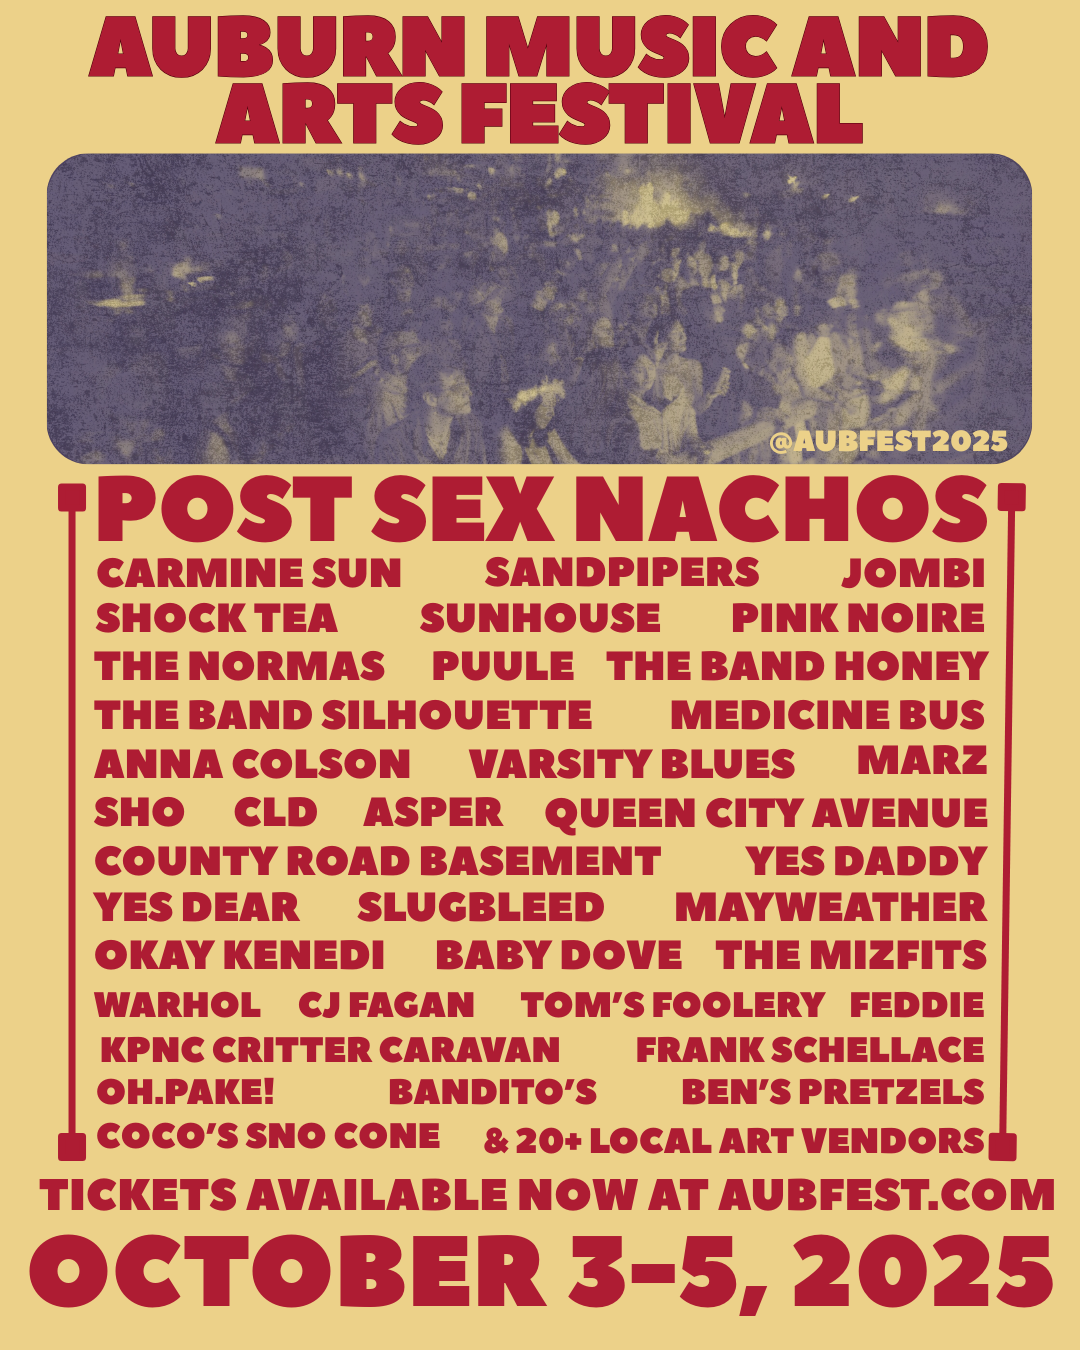 AUBURN MUSIC AND
ARTS FESTIVAL
@AUBFEST2025
POST SEX NACHOS
CARMINE SUN SANDPIPERS JOMBI
SHOCK TEA SUNHOUSE PINK NOIRE
THE NORMAS PUULE THE BAND HONEY
THE BAND SILHOUETTE MEDICINE BUS
ANNA COLSON VARSITY BLUES MARZ
SHO CLD ASPER QUEEN CITY AVENUE
COUNTY ROAD BASEMENT YES DADDY
YES DEAR SLUGBLEED MAYWEATHER
OKAY KENEDI BABY DOVE THE MIZFITS
WARHOL CJ FAGAN TOM'S FOOLERY FEDDIE
KPNC CRITTER CARAVAN FRANK SCHELLACE
OH.PAKE! BANDITO'S BEN'S PRETZELS
COCO'S SNO CONE & 20+ LOCAL ART VENDORS
TICKETS AVAILABLE NOW AT AUBFEST.COM
OCTOBER 3-5, 2025